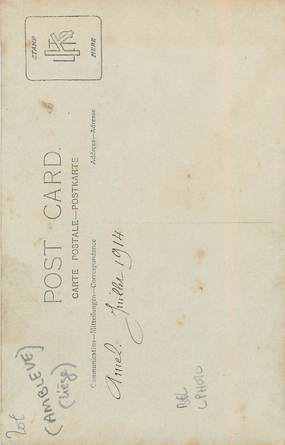 STAMP HERE
POST CARD.
CARTE POSTALE—POSTKARTE
Communication—Mitteilungen—Correspondance
Address—Adresse
Amel. Juillet 1914
(AMBLEVE)
(Liège)
Bel
CPHOTO